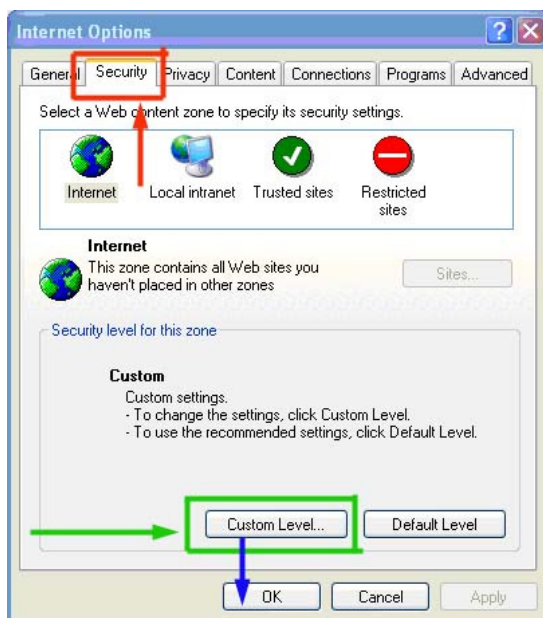 Internet Options
General Security Privacy Content Connections Programs Advanced
Select a Web content zone to specify its security settings.
Internet Local intranet Trusted sites Restricted sites
Internet
This zone contains all Web sites you
haven't placed in other zones
Sites...
Security level for this zone
Custom
Custom settings.
- To change the settings, click Custom Level.
- To use the recommended settings, click Default Level.
Custom Level... Default Level
OK Cancel Apply